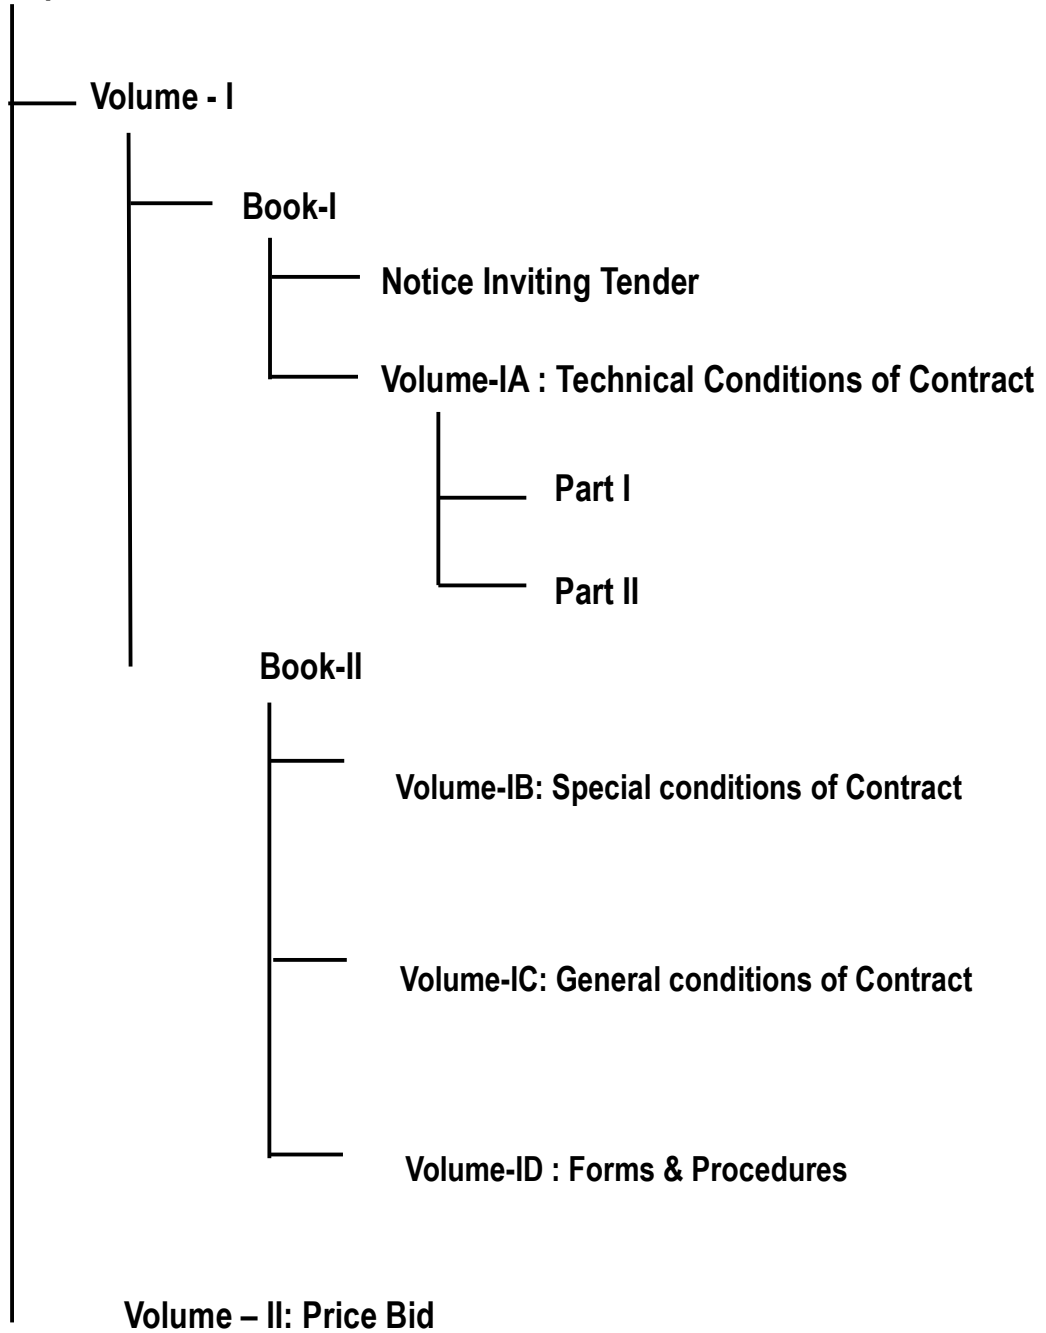 Volume - I
Book-I
Notice Inviting Tender
Volume-IA : Technical Conditions of Contract
Part I
Part II
Book-II
Volume-IB: Special conditions of Contract
Volume-IC: General conditions of Contract
Volume-ID : Forms & Procedures
Volume – II: Price Bid